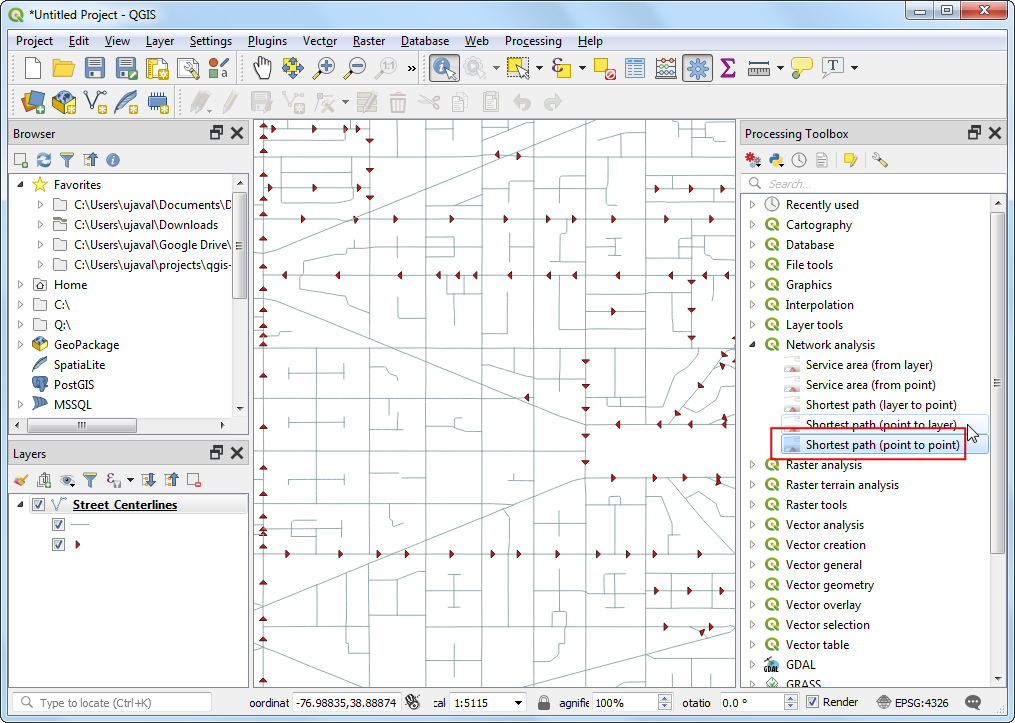 *Untitled Project - QGIS
Project Edit View Layer Settings Plugins Vector Raster Database Web Processing Help
Browser
Favorites
C:\Users\ujaval\Documents\D
C:\Users\ujaval\Downloads
C:\Users\ujaval\Google Drive\
C:\Users\ujaval\projects\qgis-
Home
C:\
Q:\
GeoPackage
SpatiaLite
PostGIS
MSSQL
Layers
Street Centerlines
Processing Toolbox
Search...
Recently used
Cartography
Database
File tools
Graphics
Interpolation
Layer tools
Network analysis
Service area (from layer)
Service area (from point)
Shortest path (layer to point)
Shortest path (point to layer)
Shortest path (point to point)
Raster analysis
Raster terrain analysis
Raster tools
Vector analysis
Vector creation
Vector general
Vector geometry
Vector overlay
Vector selection
Vector table
GDAL
GRASS
Type to locate (Ctrl+K) oordinat -76.98835,38.88874 cal 1:5115 agnifie 100% otatio 0.0 ° Render EPSG:4326